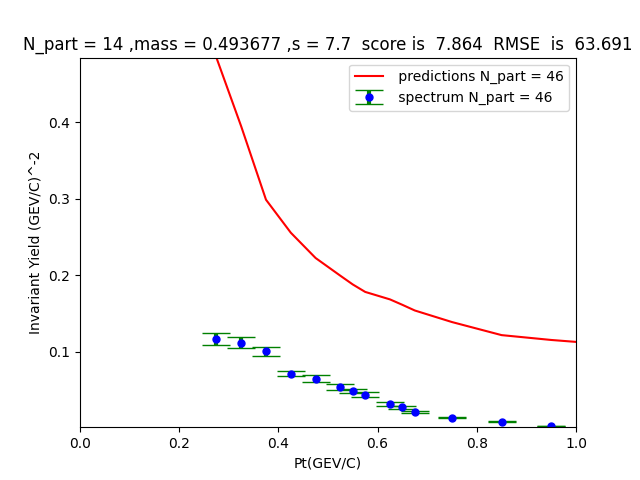 N_part = 14 ,mass = 0.493677 ,s = 7.7  score is  7.864  RMSE  is  63.691
predictions N_part = 46
spectrum N_part = 46
Invariant Yield (GEV/C)^-2
0.4
0.3
0.2
0.1
0.0 0.2 0.4 0.6 0.8 1.0
Pt(GEV/C)